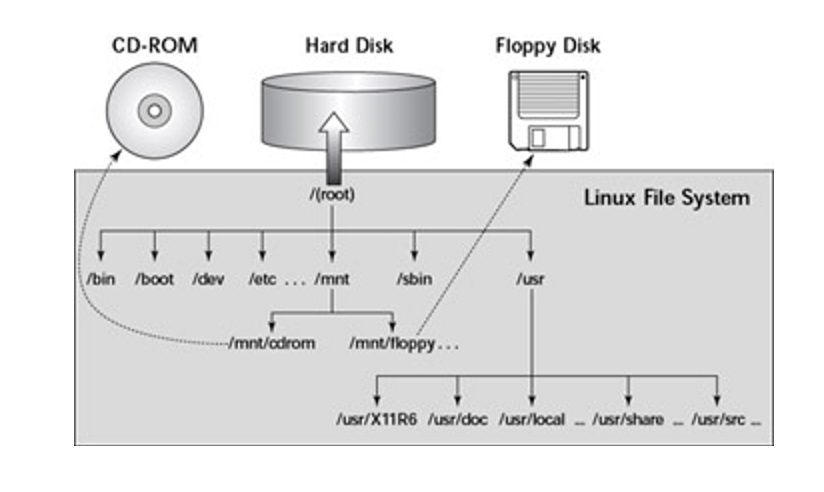 CD-ROM Hard Disk Floppy Disk
/(root) Linux File System
/bin /boot /dev /etc ... /mnt /sbin /usr
/mnt/cdrom /mnt/floppy...
/usr/X11R6 /usr/doc /usr/local ... /usr/share ... /usr/src ...